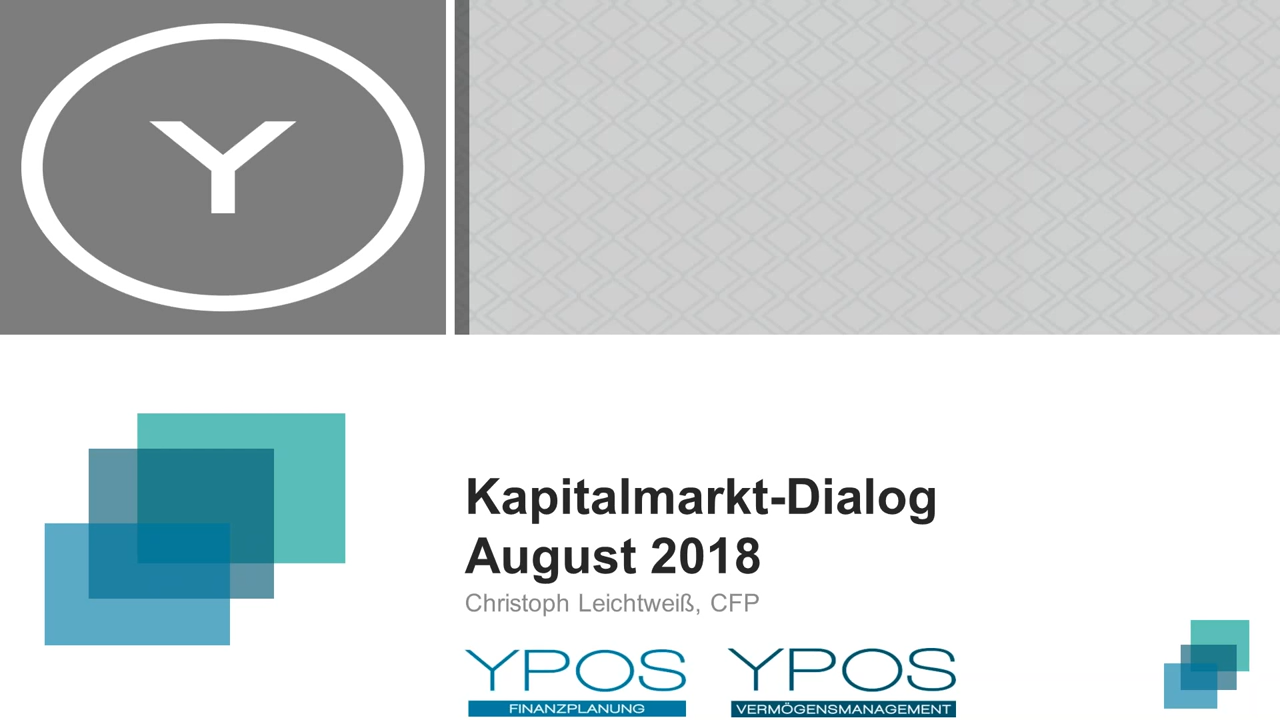 Y
Kapitalmarkt-Dialog
August 2018
Christoph Leichtweiß, CFP
YPOS YPOS
FINANZPLANUNG VERMÖGENSMANAGEMENT